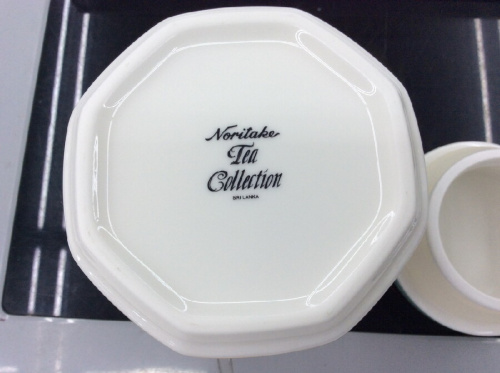 Noritake
Tea
Collection
SRI LANKA